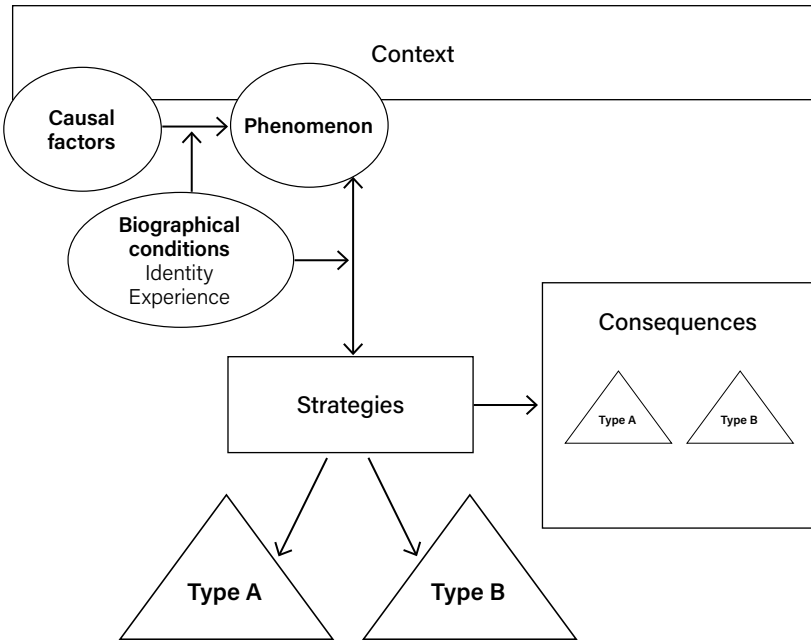 Context
Causal
factors
Phenomenon
Biographical
conditions
Identity
Experience
Consequences
Type A
Type B
Strategies
Type A
Type B